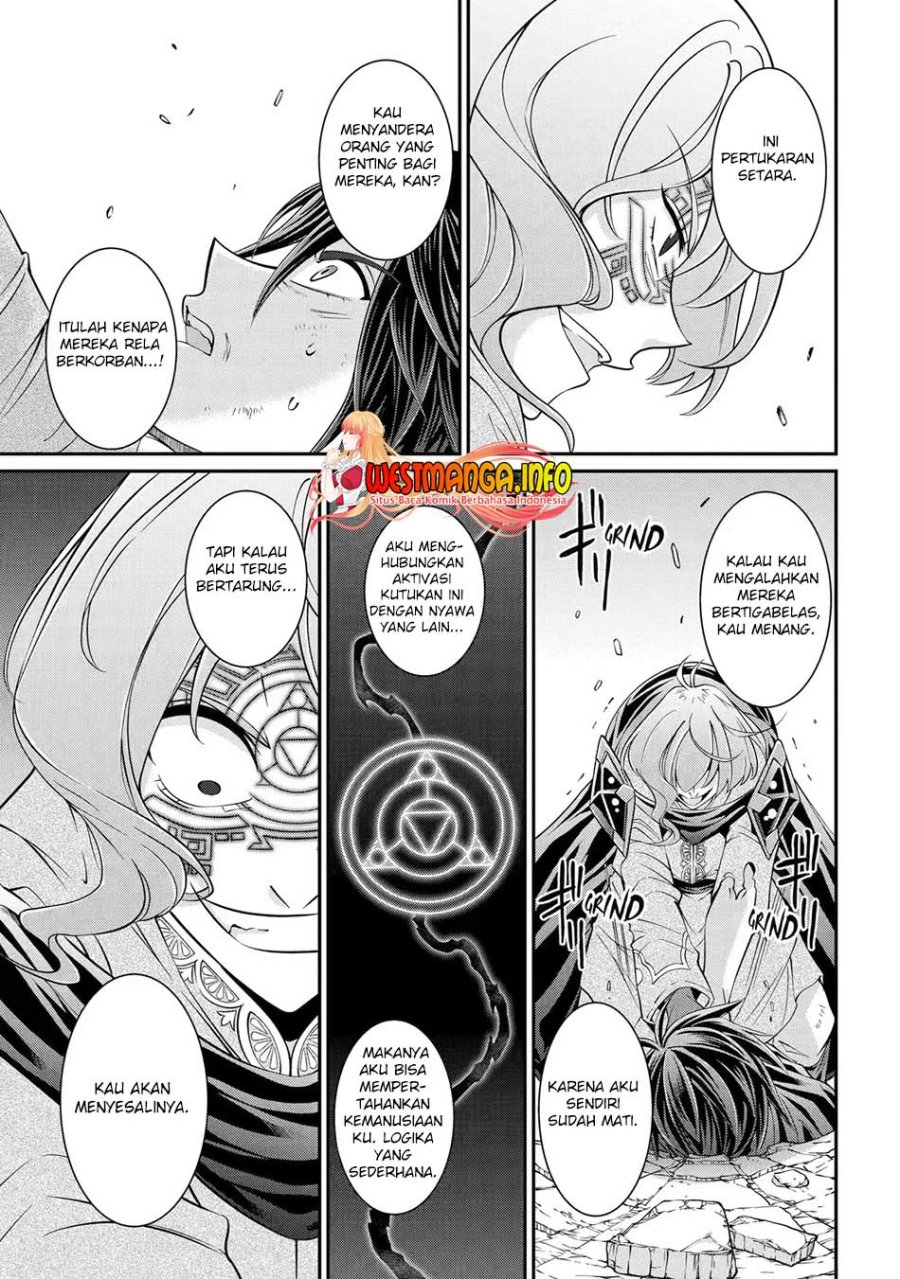 INI
PERTUKARAN
SETARA.
KAU
MENYANDERA
ORANG YANG
PENTING BAGI
MEREKA, KAN?
ITULAH KENAPA
MEREKA RELA
BERKORBAN...!
WESTMANGA.INFO
Situs Baca Komik Berbahasa Indonesia
GRIND
KALAU KAU
MENGALAHKAN
MEREKA
BERTIGABELAS,
KAU MENANG.
GRIND
GRIND
KARENA AKU
SENDIRI
SUDAH MATI.
AKU MENG-
HUBUNGKAN
AKTIVASI
KUTUKAN INI
DENGAN NYAWA
YANG LAIN...
MAKANYA
AKU BISA
MEMPER-
TAHANKAN
KEMANUSIAAN
KU. LOGIKA
YANG
SEDERHANA.
TAPI KALAU
AKU TERUS
BERTARUNG...
KAU AKAN
MENYESALINYA.